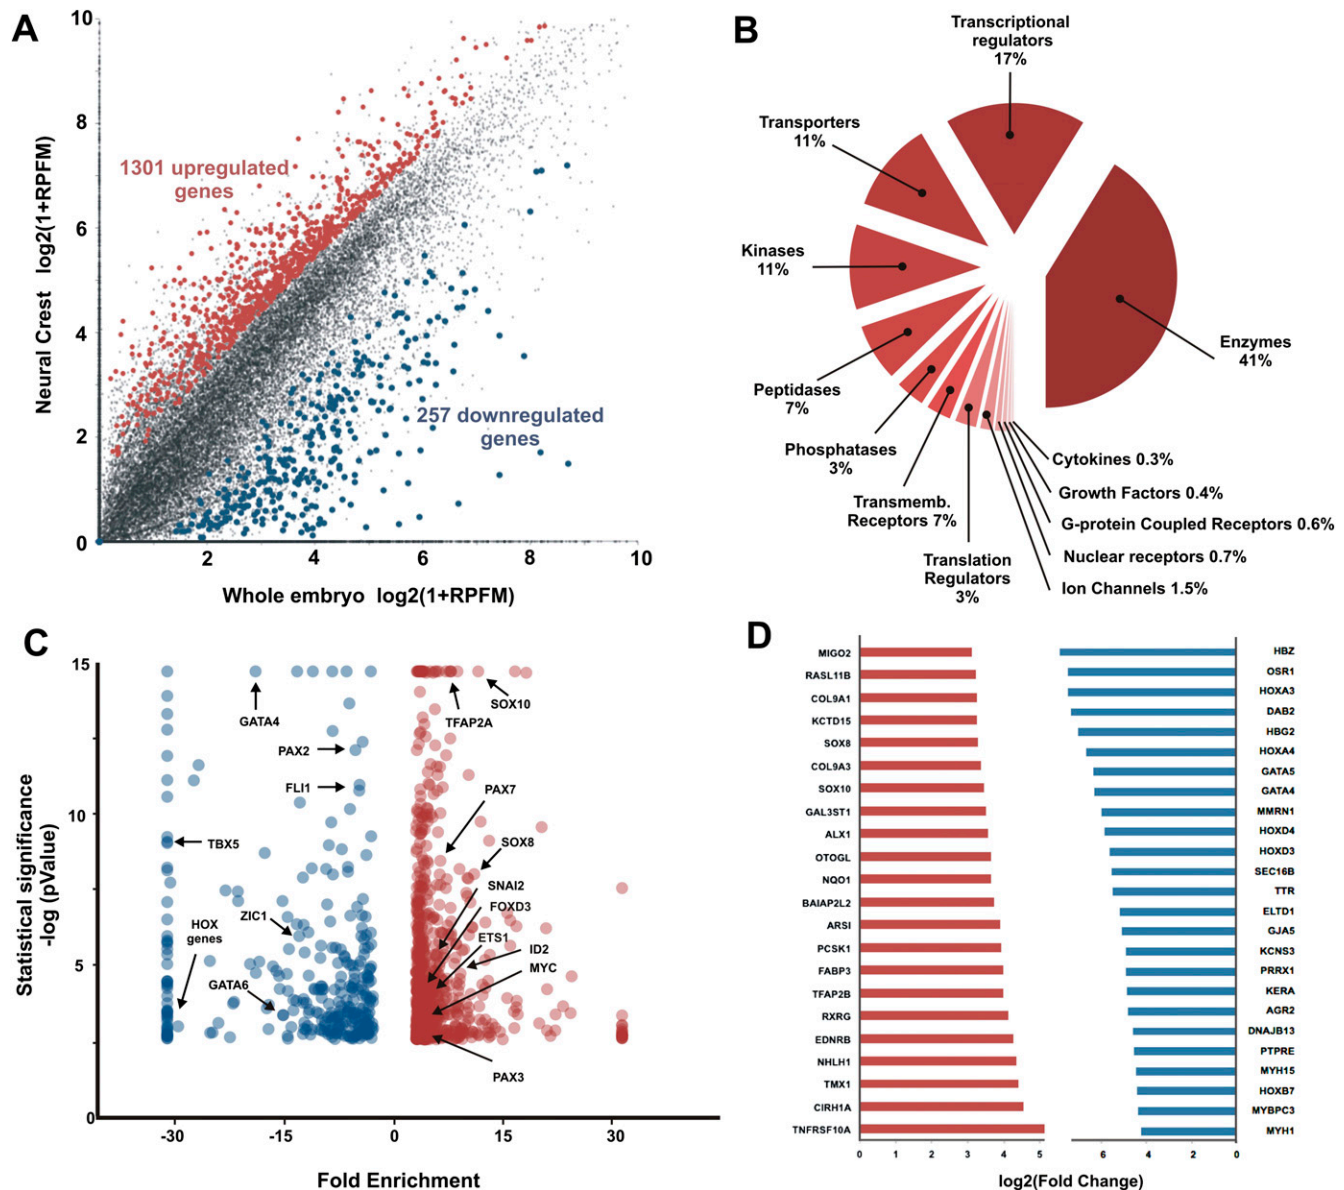 A
10
8
6
4
2
0
2
4
6
8
10
Neural Crest log2(1+RPFM)
Whole embryo log2(1+RPFM)
1301 upregulated
genes
257 downregulated
genes
B
Transcriptional
regulators
17%
Transporters
11%
Kinases
11%
Peptidases
7%
Phosphatases
3%
Transmemb.
Receptors 7%
Translation
Regulators
3%
Enzymes
41%
Cytokines 0.3%
Growth Factors 0.4%
G-protein Coupled Receptors 0.6%
Nuclear receptors 0.7%
Ion Channels 1.5%
C
15
10
5
0
-30
-15
0
15
30
Statistical significance
-log (pValue)
Fold Enrichment
GATA4
PAX2
FLI1
TBX5
HOX
genes
ZIC1
GATA6
SOX10
TFAP2A
PAX7
SOX8
SNAI2
FOXD3
ETS1
ID2
MYC
PAX3
D
MIGO2
RASL11B
COL9A1
KCTD15
SOX8
COL9A3
SOX10
GAL3ST1
ALX1
OTOGL
NQO1
BAIAP2L2
ARSI
PCSK1
FABP3
TFAP2B
RXRG
EDNRB
NHLH1
TMX1
CIRH1A
TNFRSF10A
0 1 2 3 4 5
HBZ
OSR1
HOXA3
DAB2
HBG2
HOXA4
GATA5
GATA4
MMRN1
HOXD4
HOXD3
SEC16B
TTR
ELTD1
GJA5
KCNS3
PRRX1
KERA
AGR2
DNAJB13
PTPRE
MYH15
HOXB7
MYBPC3
MYH1
6 4 2 0
log2(Fold Change)